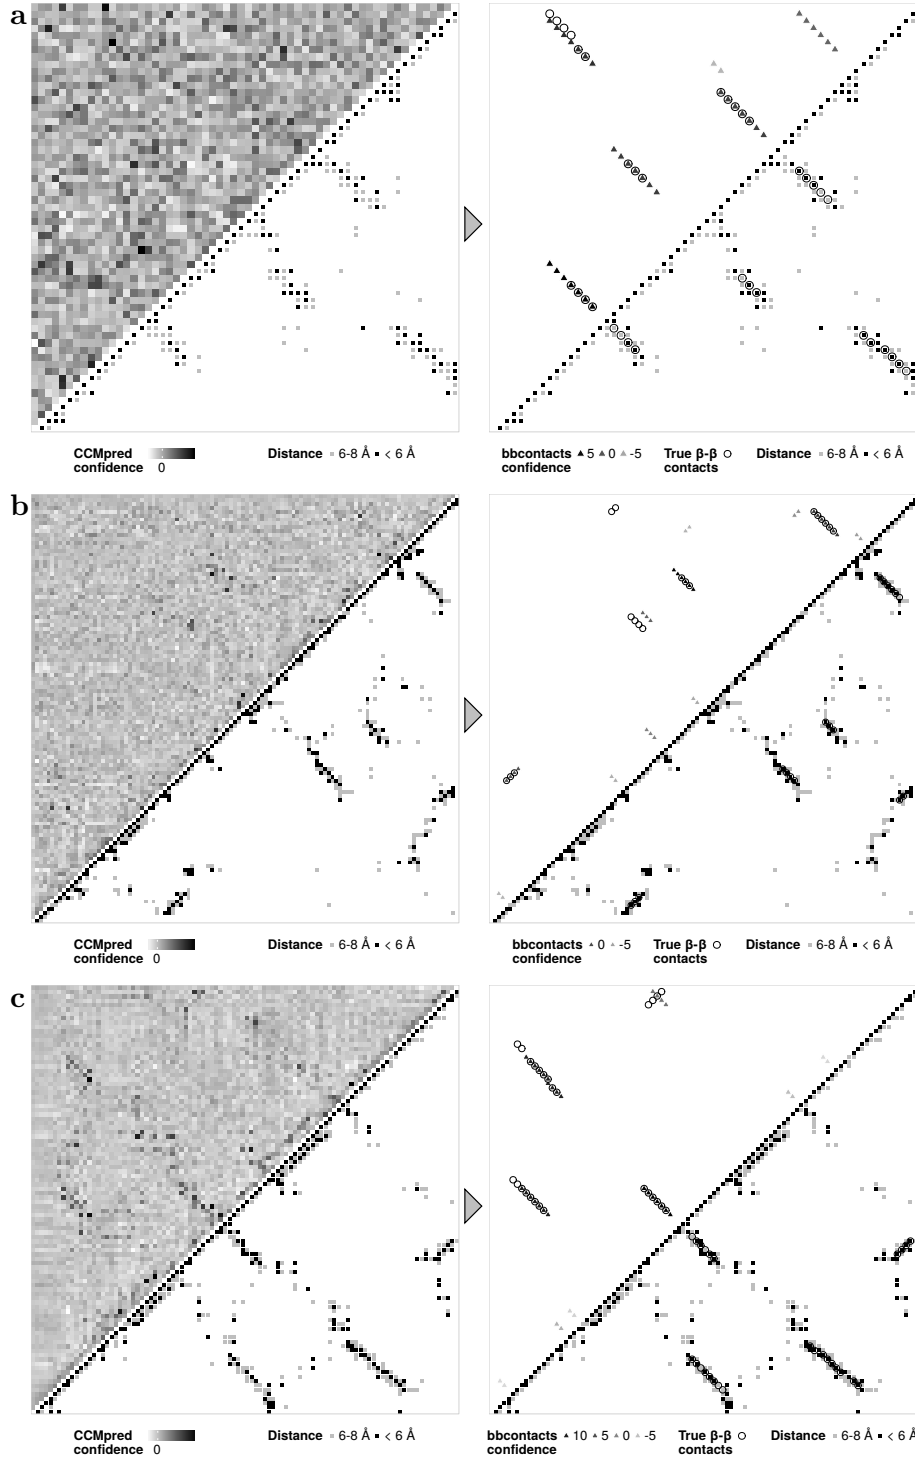 a
CCMpred confidence 0 Distance 6-8 Å < 6 Å
bbcontacts confidence 5 0 -5 True β-β contacts Distance 6-8 Å < 6 Å
b
CCMpred confidence 0 Distance 6-8 Å < 6 Å
bbcontacts confidence 0 -5 True β-β contacts Distance 6-8 Å < 6 Å
c
CCMpred confidence 0 Distance 6-8 Å < 6 Å
bbcontacts confidence 10 5 0 -5 True β-β contacts Distance 6-8 Å < 6 Å